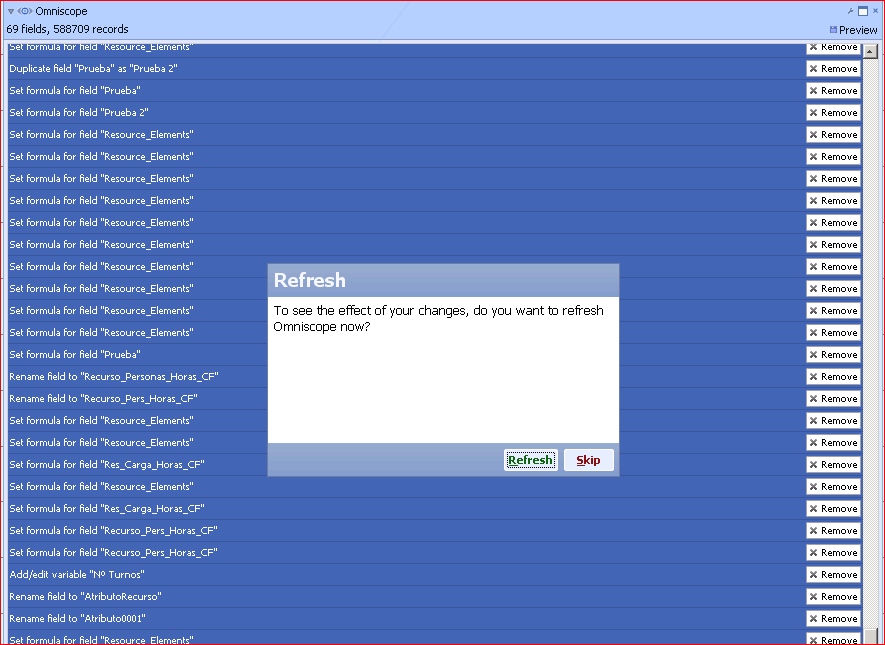 Omniscope
69 fields, 588709 records
Preview
Set formula for field "Resource_Elements" Remove
Duplicate field "Prueba" as "Prueba 2" Remove
Set formula for field "Prueba" Remove
Set formula for field "Prueba 2" Remove
Set formula for field "Resource_Elements" Remove
Set formula for field "Resource_Elements" Remove
Set formula for field "Resource_Elements" Remove
Set formula for field "Resource_Elements" Remove
Set formula for field "Resource_Elements" Remove
Set formula for field "Resource_Elements" Remove
Set formula for field "Resource_Elements" Remove
Set formula for field "Resource_Elements" Remove
Set formula for field "Resource_Elements" Remove
Set formula for field "Resource_Elements" Remove
Set formula for field "Prueba" Remove
Rename field to "Recurso_Personas_Horas_CF" Remove
Rename field to "Recurso_Pers_Horas_CF" Remove
Set formula for field "Resource_Elements" Remove
Set formula for field "Resource_Elements" Remove
Set formula for field "Res_Carga_Horas_CF" Remove
Set formula for field "Resource_Elements" Remove
Set formula for field "Res_Carga_Horas_CF" Remove
Set formula for field "Recurso_Pers_Horas_CF" Remove
Set formula for field "Recurso_Pers_Horas_CF" Remove
Add/edit variable "Nº Turnos" Remove
Rename field to "AtributoRecurso" Remove
Rename field to "Atributo0001" Remove
Set formula for field "Resource_Elements" Remove
Refresh
To see the effect of your changes, do you want to refresh
Omniscope now?
Refresh Skip